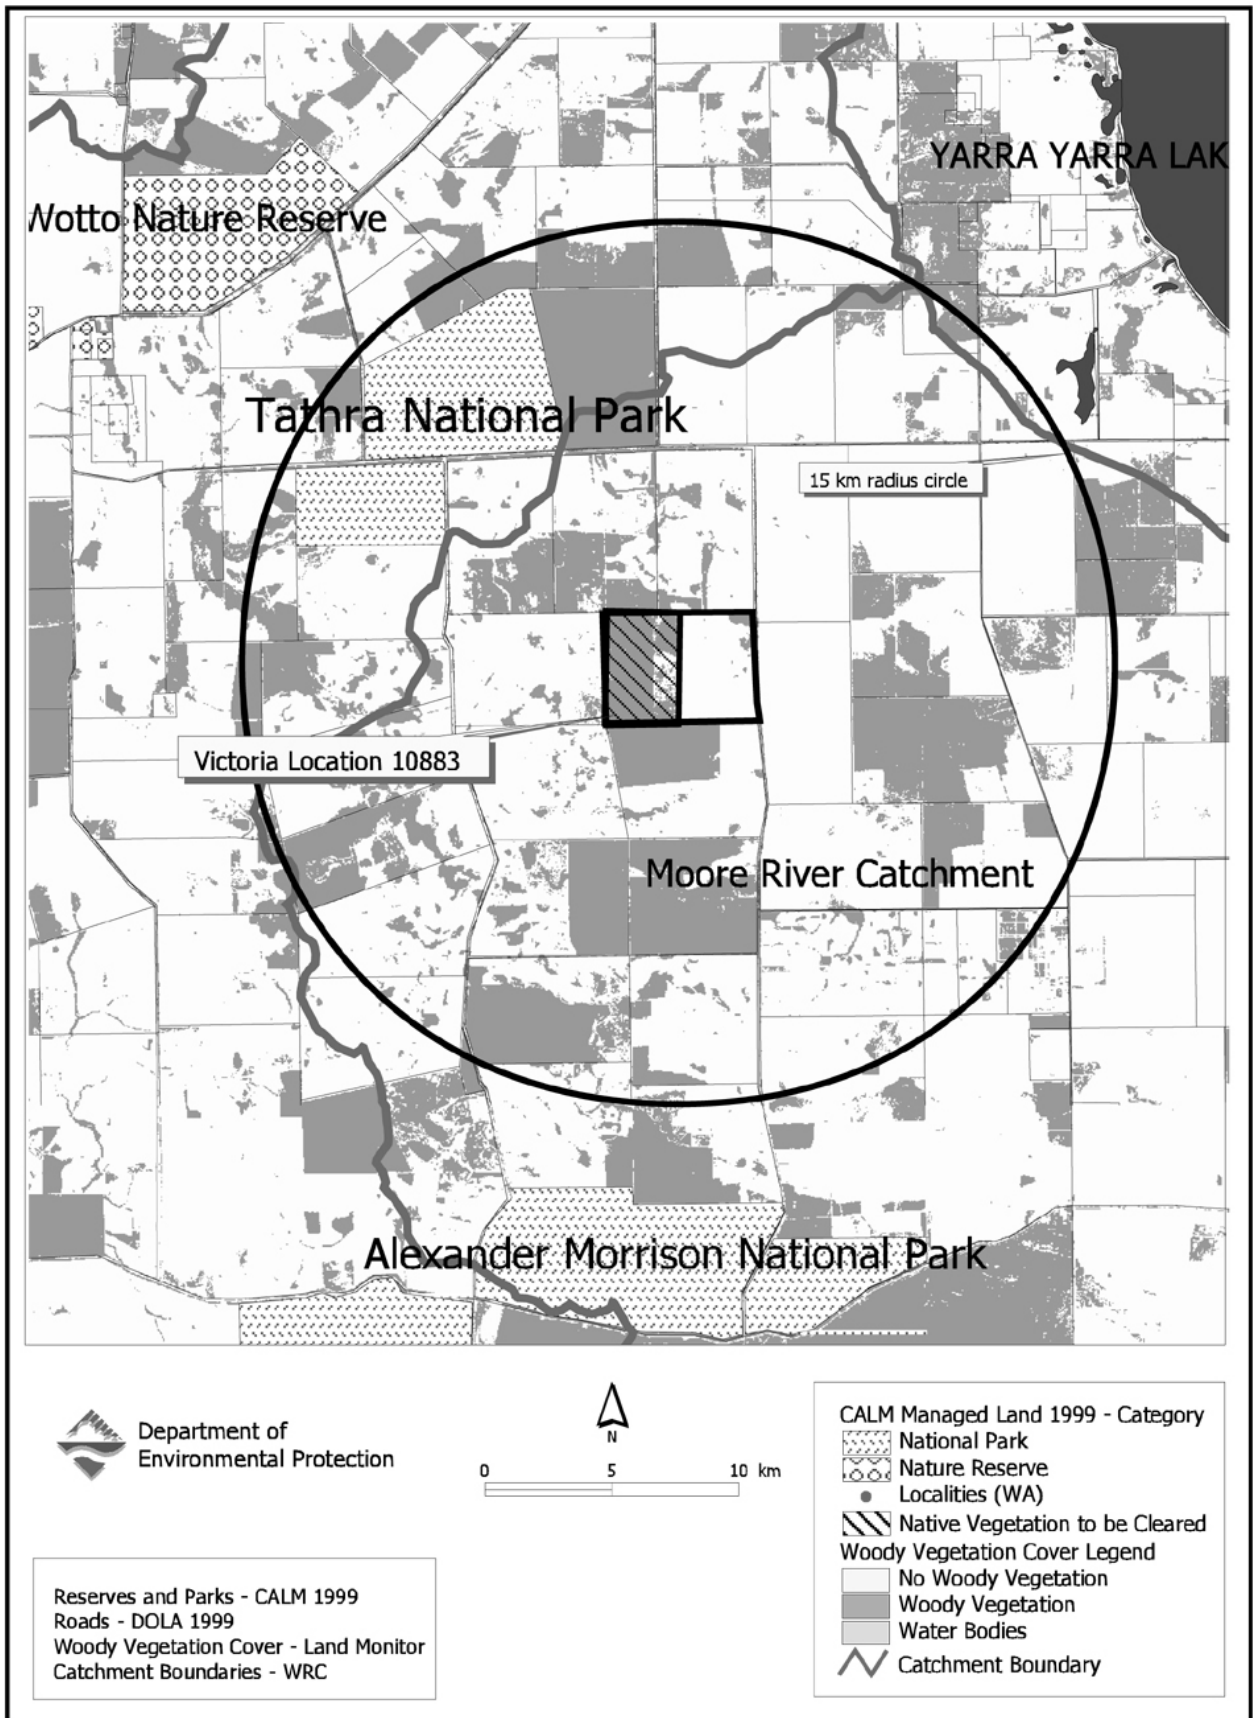 YARRA YARRA LAK
Wotto Nature Reserve
Tathra National Park
15 km radius circle
Victoria Location 10883
Moore River Catchment
Alexander Morrison National Park
Department of
Environmental Protection
N
0 5 10 km
CALM Managed Land 1999 - Category
National Park
Nature Reserve
Localities (WA)
Native Vegetation to be Cleared
Woody Vegetation Cover Legend
No Woody Vegetation
Woody Vegetation
Water Bodies
Catchment Boundary
Reserves and Parks - CALM 1999
Roads - DOLA 1999
Woody Vegetation Cover - Land Monitor
Catchment Boundaries - WRC